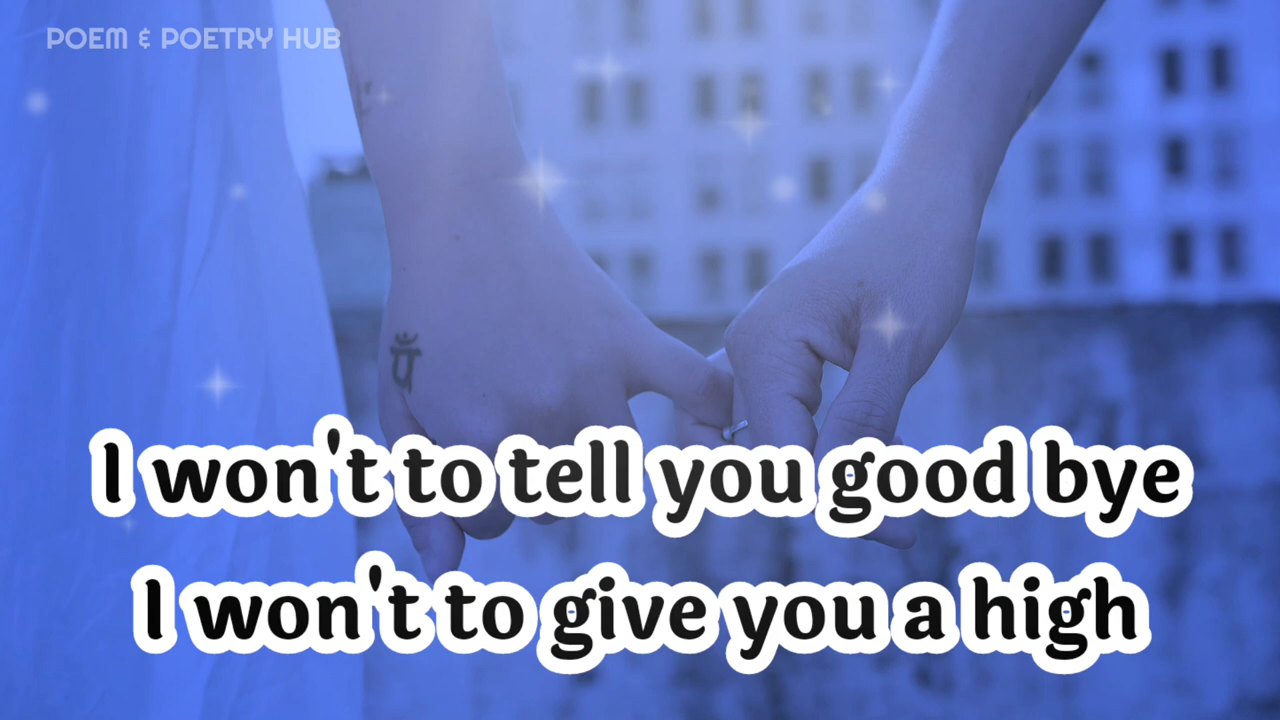 POEM & POETRY HUB
पँ
I won't to tell you good bye
I won't to give you a high